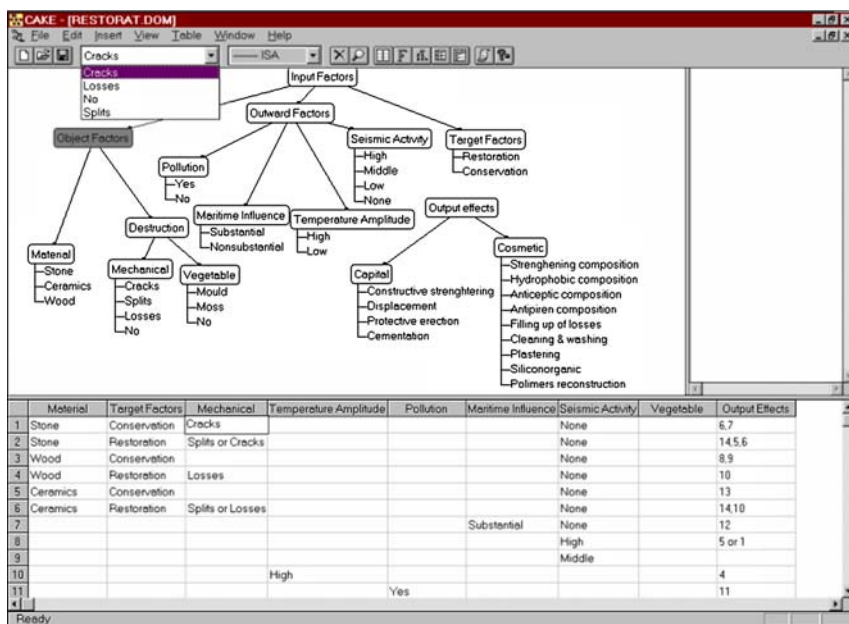 CAKE - [RESTORAT.DOM]
File Edit Insert View Table Window Help
Cracks ISA
Cracks
Losses
No
Splits
Input Factors
Object Factors
Outward Factors
Target Factors
Restoration
Conservation
Pollution
Yes
No
Seismic Activity
High
Middle
Low
None
Maritime Influence
Substantial
Nonsubstantial
Temperature Amplitude
High
Low
Material
Stone
Ceramics
Wood
Destruction
Mechanical
Cracks
Splits
Losses
No
Vegetable
Mould
Moss
No
Output effects
Capital
Constructive strenghtering
Displacement
Protective erection
Cementation
Cosmetic
Strenghening composition
Hydrophobic composition
Anticeptic composition
Antipiren composition
Filling up of losses
Cleaning & washing
Plastering
Siliconorganic
Polimers reconstruction
Material Target Factors Mechanical Temperature Amplitude Pollution Maritime Influence Seismic Activity Vegetable Output Effects
1 Stone Conservation Cracks None 6,7
2 Stone Restoration Splits or Cracks None 14,5,6
3 Wood Conservation None 8,9
4 Wood Restoration Losses None 10
5 Ceramics Conservation None 13
6 Ceramics Restoration Splits or Losses None 14,10
7 Substantial None 12
8 High 5 or 1
9 Middle
10 High 4
11 Yes 11
Ready